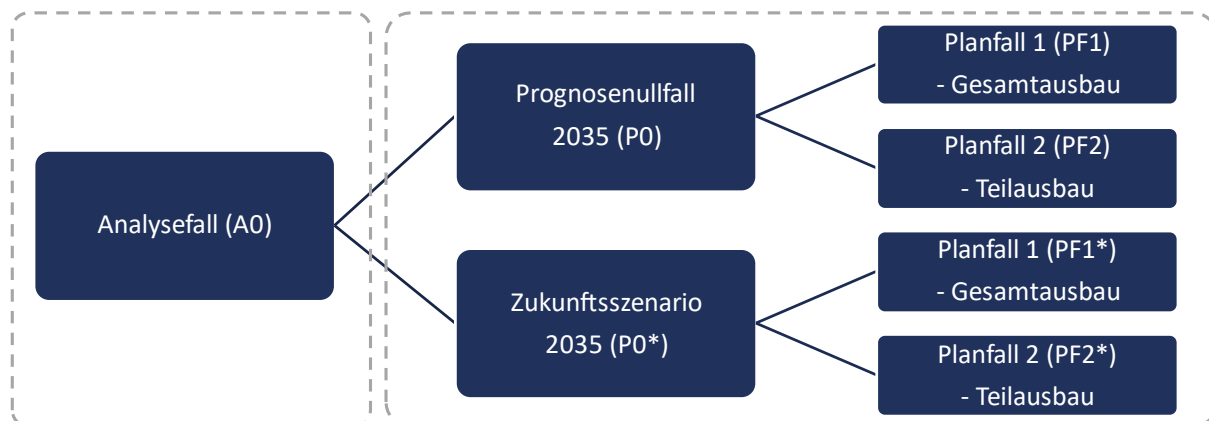 Analysefall (A0)
Prognosenullfall
2035 (P0)
Zukunftsszenario
2035 (P0*)
Planfall 1 (PF1)
- Gesamtausbau
Planfall 2 (PF2)
- Teilausbau
Planfall 1 (PF1*)
- Gesamtausbau
Planfall 2 (PF2*)
- Teilausbau